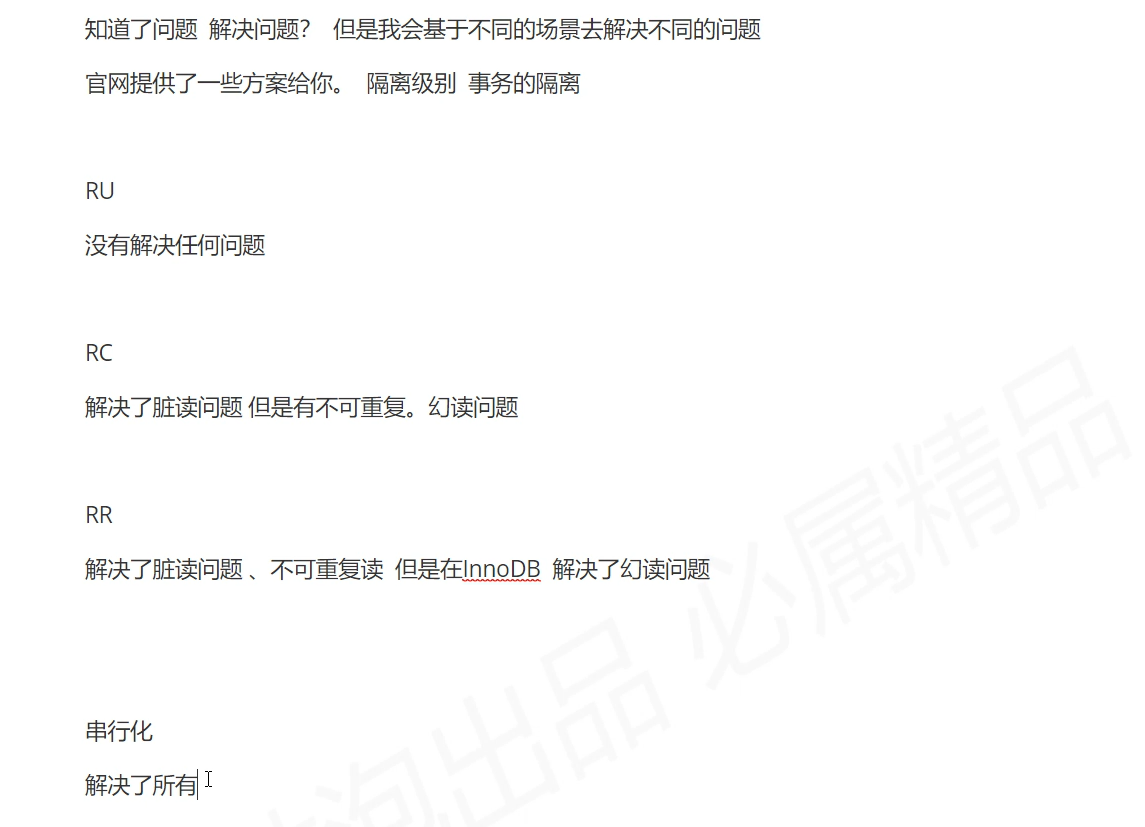 知道了问题 解决问题？ 但是我会基于不同的场景去解决不同的问题
官网提供了一些方案给你。 隔离级别 事务的隔离
RU
没有解决任何问题
RC
解决了脏读问题 但是有不可重复。幻读问题
RR
解决了脏读问题 、不可重复读 但是在InnoDB 解决了幻读问题
串行化
解决了所有
泡出品 必属精品